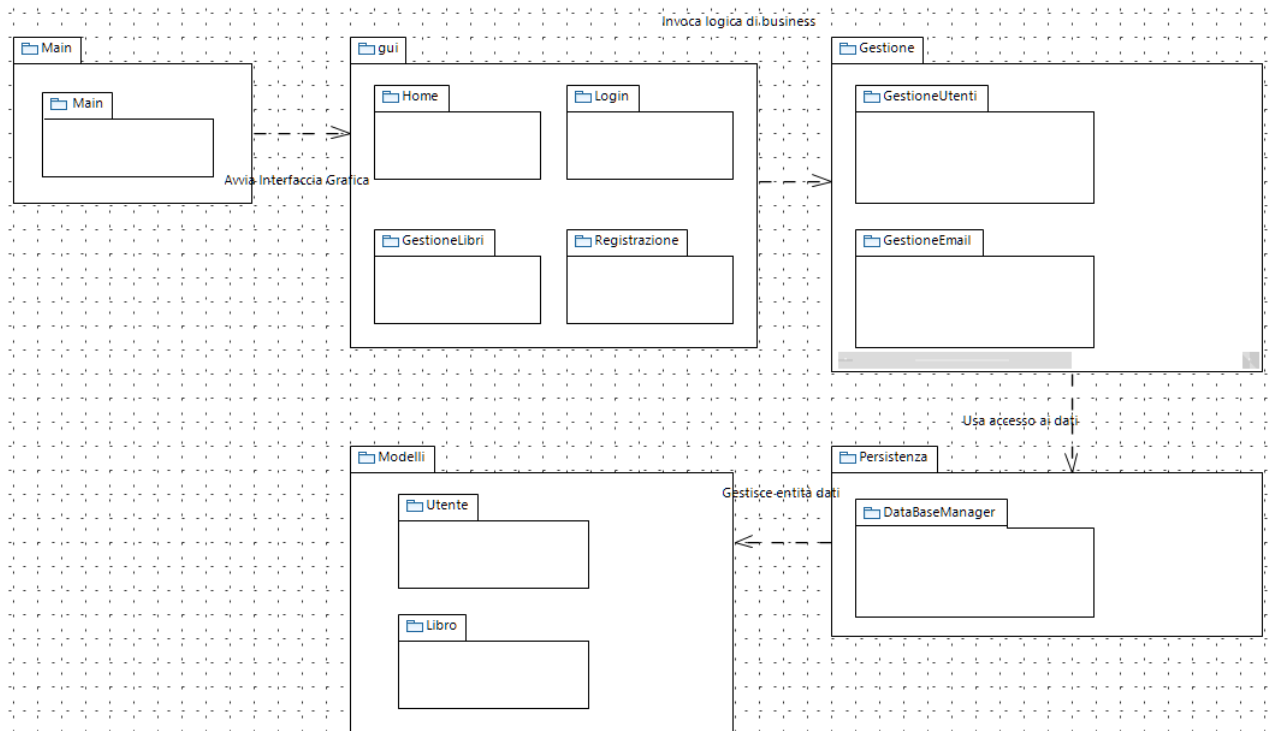 Invoca logica di business
Main
gui
Gestione
Main
Home
Login
GestioneUtenti
Avvia Interfaccia Grafica
GestioneLibri
Registrazione
GestioneEmail
Usa accesso ai dati
Modelli
Persistenza
Gestisce entità dati
Utente
DataBaseManager
Libro